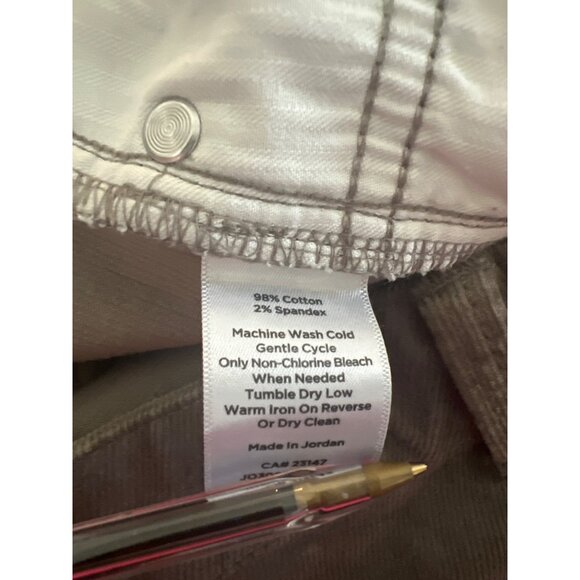 98% Cotton
2% Spandex
Machine Wash Cold
Gentle Cycle
Only Non-Chlorine Bleach
When Needed
Tumble Dry Low
Warm Iron On Reverse
Or Dry Clean
Made In Jordan
CA# 23147